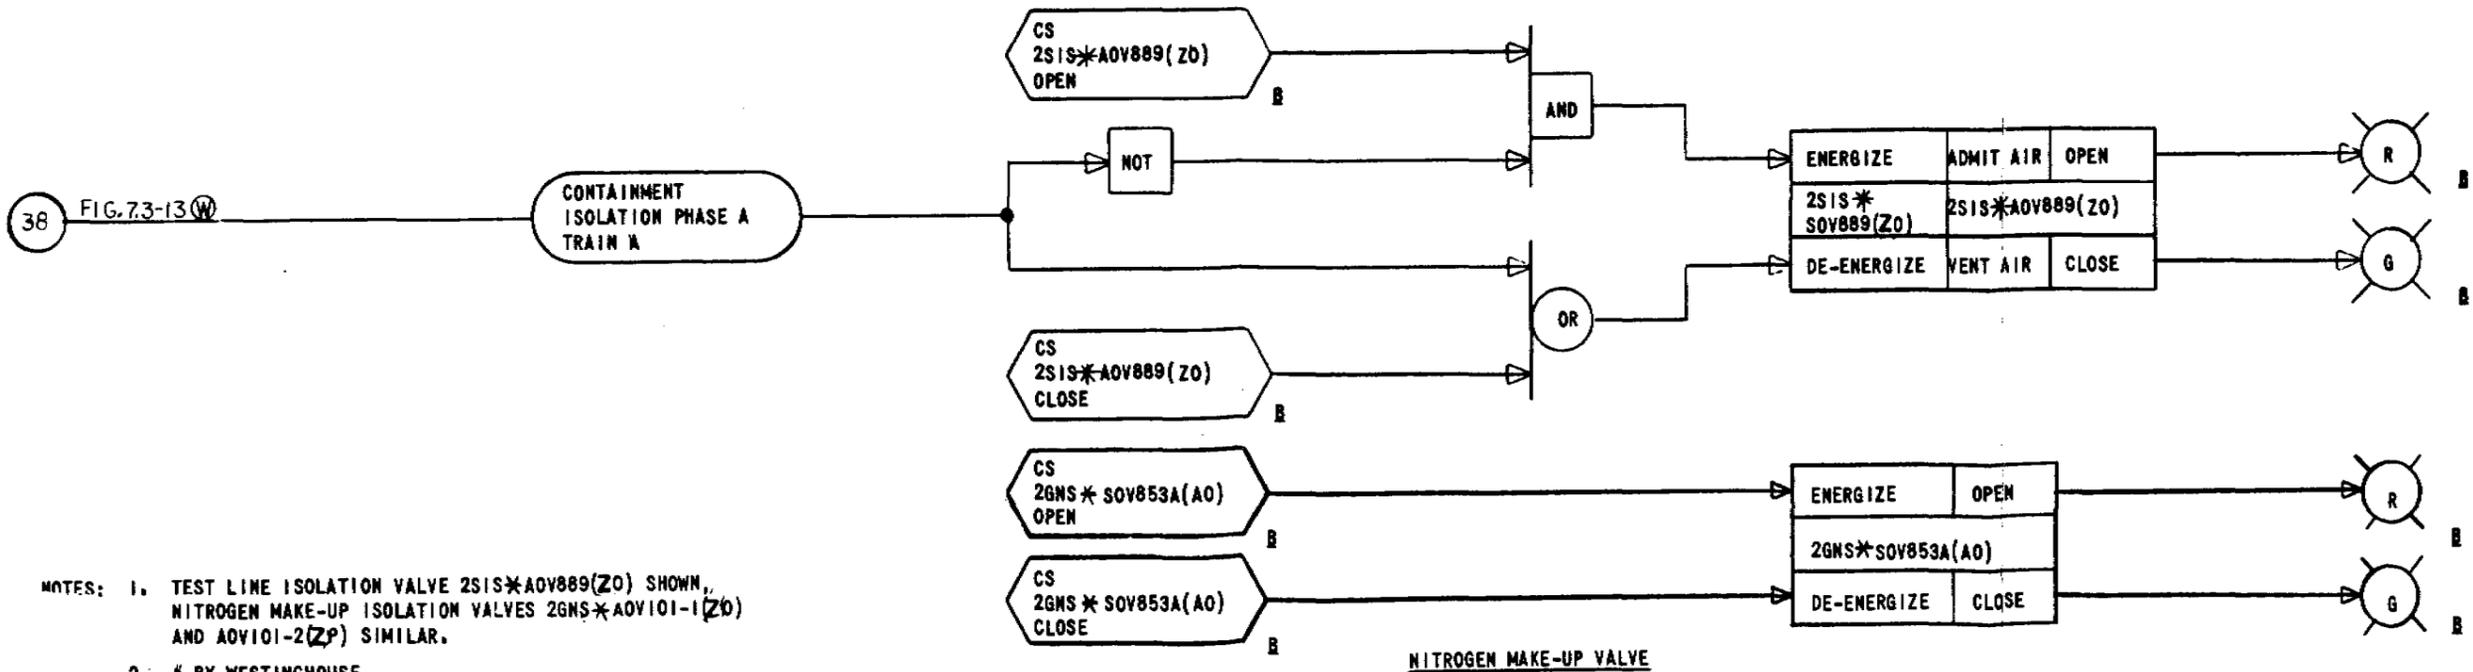 CS
2SIS*AOV889(ZO)
OPEN
B
AND
NOT
38
FIG.7.3-13 W
CONTAINMENT
ISOLATION PHASE A
TRAIN A
ENERGIZE
ADMIT AIR
OPEN
R
B
2SIS*
SOV889(ZO)
2SIS*AOV889(ZO)
DE-ENERGIZE
VENT AIR
CLOSE
G
B
OR
CS
2SIS*AOV889(ZO)
CLOSE
B
CS
2GNS*SOV853A(AO)
OPEN
B
ENERGIZE
OPEN
R
B
2GNS*SOV853A(AO)
CS
2GNS*SOV853A(AO)
CLOSE
B
DE-ENERGIZE
CLOSE
G
B
NITROGEN MAKE-UP VALVE
NOTES: 1. TEST LINE ISOLATION VALVE 2SIS*AOV889(ZO) SHOWN,
NITROGEN MAKE-UP ISOLATION VALVES 2GNS*AOV101-1(ZO)
AND AOV101-2(ZP) SIMILAR.
BY WESTINGHOUSE